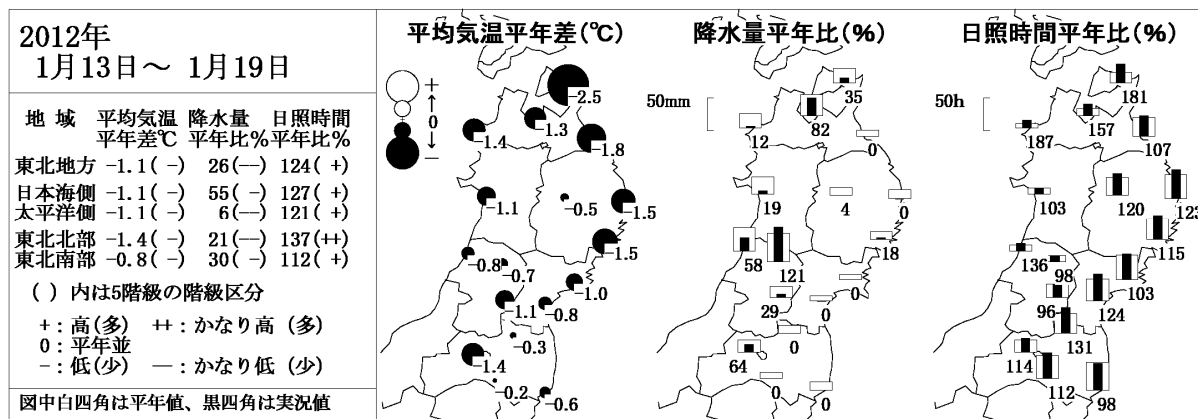 2012年
1月13日～ 1月19日
地 域 平均気温 降水量 日照時間
平年差℃ 平年比% 平年比%
東北地方 -1.1( -) 26(--) 124( +)
日本海側 -1.1( -) 55( -) 127( +)
太平洋側 -1.1( -) 6(--) 121( +)
東北北部 -1.4( -) 21(--) 137(++)
東北南部 -0.8( -) 30( -) 112( +)
( ) 内は5階級の階級区分
+：高(多) ++：かなり高 (多)
0：平年並
-：低(少) --：かなり低 (少)
図中白四角は平年値、黒四角は実況値
平均気温平年差(℃)
+
↑
0
↓
-
-2.5
-1.3
-1.4
-1.8
-1.1
-0.5
-1.5
-1.5
-0.8
-0.7
-1.0
-1.1
-0.8
-0.3
-1.4
-0.2
-0.6
降水量平年比(%)
50mm
35
82
12
0
19
4
0
18
58
121
0
29
0
0
64
0
0
日照時間平年比(%)
50h
181
157
187
107
103
120
123
115
136
98
103
96
124
131
114
112
98